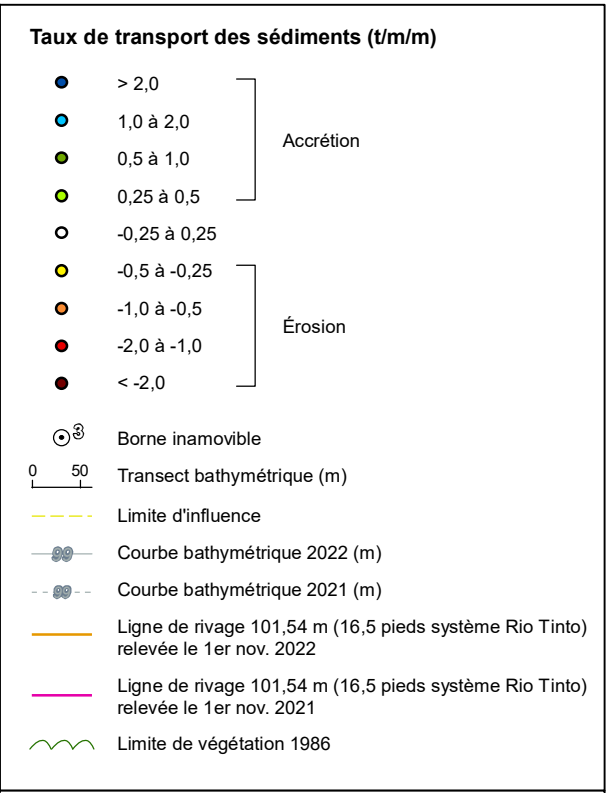 Taux de transport des sédiments (t/m/m)
> 2,0
1,0 à 2,0
Accrétion
0,5 à 1,0
0,25 à 0,5
-0,25 à 0,25
-0,5 à -0,25
-1,0 à -0,5
Érosion
-2,0 à -1,0
< -2,0
3 Borne inamovible
0 50 Transect bathymétrique (m)
Limite d'influence
99 Courbe bathymétrique 2022 (m)
99 Courbe bathymétrique 2021 (m)
Ligne de rivage 101,54 m (16,5 pieds système Rio Tinto)
relevée le 1er nov. 2022
Ligne de rivage 101,54 m (16,5 pieds système Rio Tinto)
relevée le 1er nov. 2021
Limite de végétation 1986